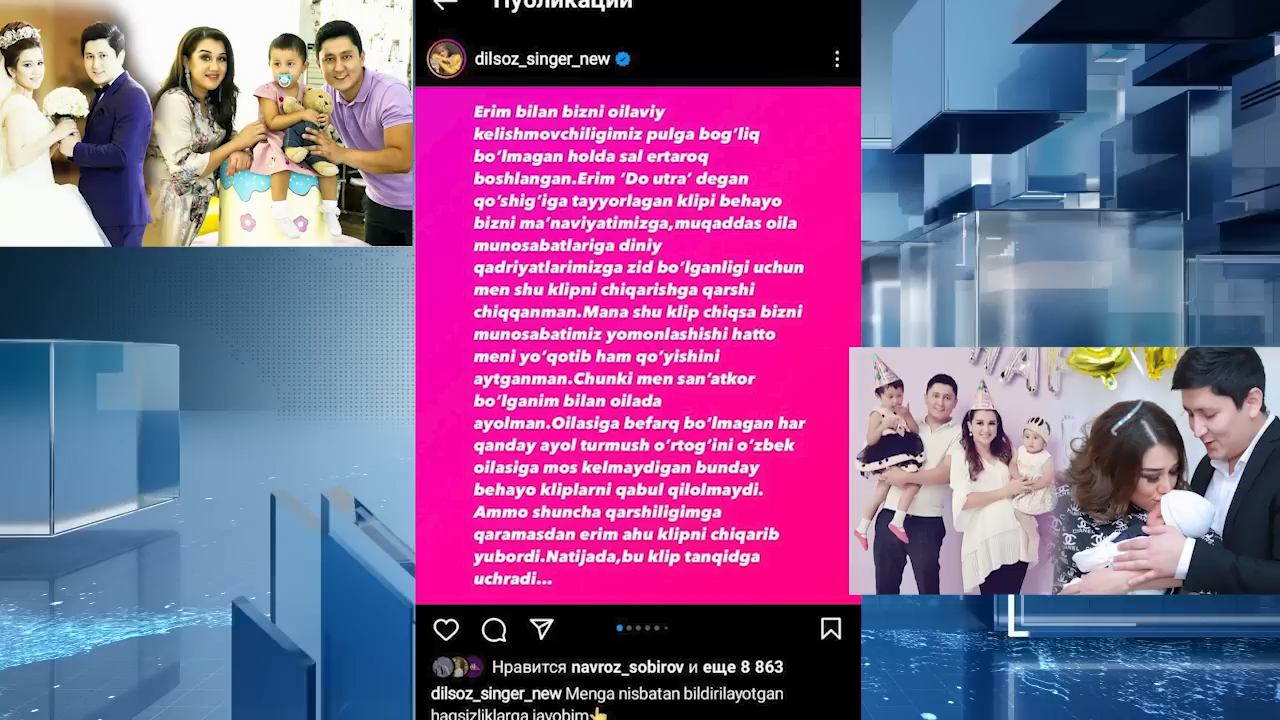 Публикации
dilsoz_singer_new
Erim bilan bizni oilaviy
kelishmovchiligimiz pulga bog‘liq
bo‘lmagan holda sal ertaroq
boshlangan.Erim ‘Do utra’ degan
qo‘shig‘iga tayyorlagan klipi behayo
bizni ma’naviyatimizga,muqaddas oila
munosabatlariga diniy
qadriyatlarimizga zid bo‘lganligi uchun
men shu klipni chiqarishga qarshi
chiqqanman.Mana shu klip chiqsa bizni
munosabatimiz yomonlashishi hatto
meni yo‘qotib ham qo‘yishini
aytganman.Chunki men san’atkor
bo‘lganim bilan oilada
ayolman.Oilasiga befarq bo‘lmagan har
qanday ayol turmush o‘rtog‘ini o‘zbek
oilasiga mos kelmaydigan bunday
behayo kliplarni qabul qilolmaydi.
Ammo shuncha qarshiligimga
qaramasdan erim ahu klipni chiqarib
yubordi.Natijada,bu klip tanqidga
uchradi...
Нравится navroz_sobirov и еще 8 863
dilsoz_singer_new Menga nisbatan bildirilayotgan
haqsizliklarga javobim👆
CHANEL